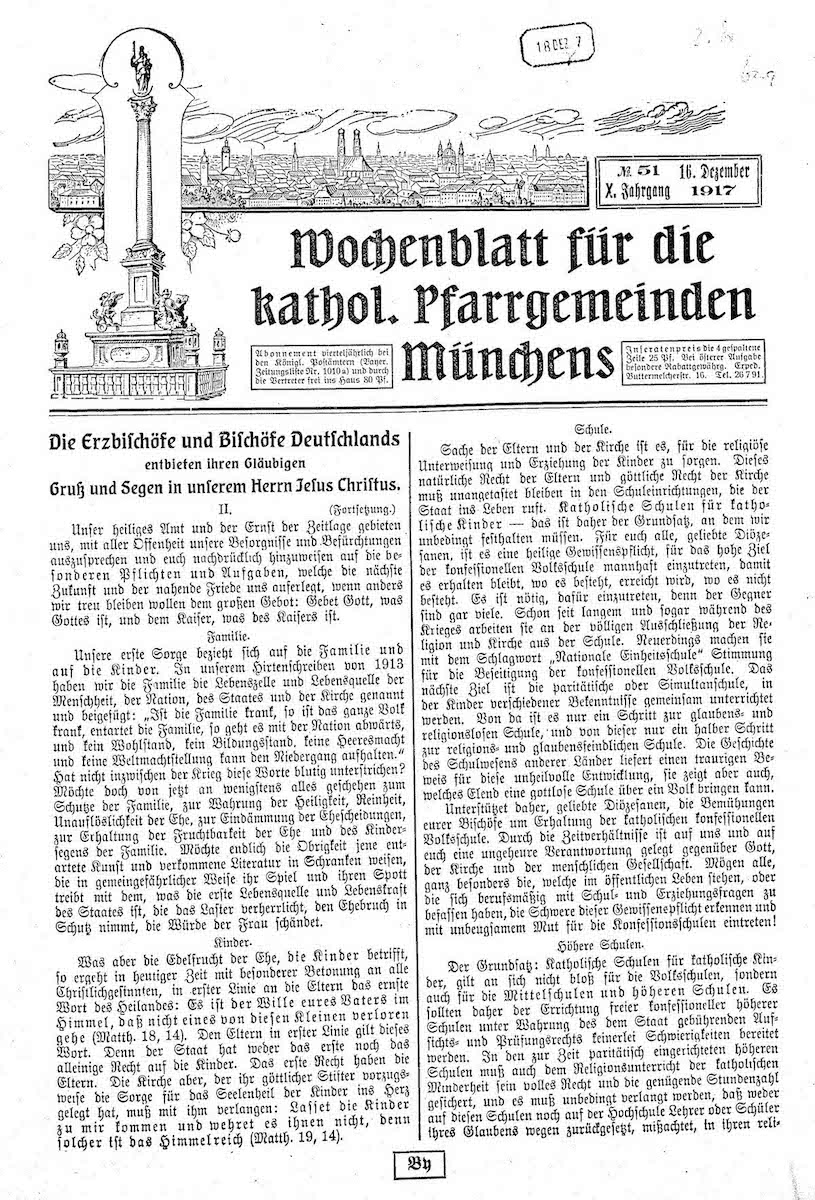 18 DEZ 7
№ 51 16. Dezember
X. Jahrgang 1917
Wochenblatt für die
kathol. Pfarrgemeinden
Münchens
Abonnement vierteljährlich bei
den Königl. Postämtern (Bayer.
Zeitungsliste Nr. 1010a) und durch
die Vertreter frei ins Haus 80 Pf.
Inseratenpreis die 4 gespaltene
Zeile 25 Pf. Bei öfterer Aufgabe
besondere Rabattgewährg. Exped.
Buttermelcherstr. 16. Tel. 26791.
Die Erzbischöfe und Bischöfe Deutschlands
entbieten ihren Gläubigen
Gruß und Segen in unserem Herrn Jesus Christus.
II. (Fortsetzung.)
Unser heiliges Amt und der Ernst der Zeitlage gebieten
uns, mit aller Offenheit unsere Besorgnisse und Befürchtungen
auszusprechen und euch nachdrücklich hinzuweisen auf die be-
sonderen Pflichten und Aufgaben, welche die nächste
Zukunft und der nahende Friede uns auferlegt, wenn anders
wir treu bleiben wollen dem großen Gebot: Gebet Gott, was
Gottes ist, und dem Kaiser, was des Kaisers ist.
Familie.
Unsere erste Sorge bezieht sich auf die Familie und
auf die Kinder. In unserem Hirtenschreiben von 1913
haben wir die Familie die Lebenszelle und Lebensquelle der
Menschheit, der Nation, des Staates und der Kirche genannt
und beigefügt: „Ist die Familie krank, so ist das ganze Volk
krank, entartet die Familie, so geht es mit der Nation abwärts,
und kein Wohlstand, kein Bildungsstand, keine Heeresmacht
und keine Weltmachtstellung kann den Niedergang aufhalten.“
Hat nicht inzwischen der Krieg diese Worte blutig unterstrichen?
Möchte doch von jetzt an wenigstens alles geschehen zum
Schutze der Familie, zur Wahrung der Heiligkeit, Reinheit,
Unauflöslichkeit der Ehe, zur Eindämmung der Ehescheidungen,
zur Erhaltung der Fruchtbarkeit der Ehe und des Kinder-
segens der Familie. Möchte endlich die Obrigkeit jene ent-
artete Kunst und verkommene Literatur in Schranken weisen,
die in gemeingefährlicher Weise ihr Spiel und ihren Spott
treibt mit dem, was die erste Lebensquelle und Lebenskraft
des Staates ist, die das Laster verherrlicht, den Ehebruch in
Schutz nimmt, die Würde der Frau schändet.
Kinder.
Was aber die Edelfrucht der Ehe, die Kinder betrifft,
so ergeht in heutiger Zeit mit besonderer Betonung an alle
Christlichgesinnten, in erster Linie an die Eltern das ernste
Wort des Heilandes: Es ist der Wille eures Vaters im
Himmel, daß nicht eines von diesen Kleinen verloren
gehe (Matth. 18, 14). Den Eltern in erster Linie gilt dieses
Wort. Denn der Staat hat weder das erste noch das
alleinige Recht auf die Kinder. Das erste Recht haben die
Eltern. Die Kirche aber, der ihr göttlicher Stifter vorzugs-
weise die Sorge für das Seelenheil der Kinder ins Herz
gelegt hat, muß mit ihm verlangen: Lasset die Kinder
zu mir kommen und wehret es ihnen nicht, denn
solcher ist das Himmelreich (Matth. 19, 14).
Schule.
Sache der Eltern und der Kirche ist es, für die religiöse
Unterweisung und Erziehung der Kinder zu sorgen. Dieses
natürliche Recht der Eltern und göttliche Recht der Kirche
muß unangetastet bleiben in den Schuleinrichtungen, die der
Staat ins Leben ruft. Katholische Schulen für katho-
lische Kinder — das ist daher der Grundsatz, an dem wir
unbedingt festhalten müssen. Für euch alle, geliebte Diöze-
sanen, ist es eine heilige Gewissenspflicht, für das hohe Ziel
der konfessionellen Volksschule mannhaft einzutreten, damit
es erhalten bleibt, wo es besteht, erreicht wird, wo es nicht
besteht. Es ist nötig, dafür einzutreten, denn der Gegner
sind gar viele. Schon seit langem und sogar während des
Krieges arbeiten sie an der völligen Ausschließung der Re-
ligion und Kirche aus der Schule. Neuerdings machen sie
mit dem Schlagwort „Nationale Einheitsschule“ Stimmung
für die Beseitigung der konfessionellen Volksschule. Das
nächste Ziel ist die paritätische oder Simultanschule, in
der Kinder verschiedener Bekenntnisse gemeinsam unterrichtet
werden. Von da ist es nur ein Schritt zur glaubens- und
religionslosen Schule, und von dieser nur ein halber Schritt
zur religions- und glaubensfeindlichen Schule. Die Geschichte
des Schulwesens anderer Länder liefert einen traurigen Be-
weis für diese unheilvolle Entwicklung, sie zeigt aber auch,
welches Elend eine gottlose Schule über ein Volk bringen kann.
Unterstützet daher, geliebte Diözesanen, die Bemühungen
eurer Bischöfe um Erhaltung der katholischen konfessionellen
Volksschule. Durch die Zeitverhältnisse ist auf uns und auf
euch eine ungeheure Verantwortung gelegt gegenüber Gott,
der Kirche und der menschlichen Gesellschaft. Mögen alle,
ganz besonders die, welche im öffentlichen Leben stehen, oder
die sich berufsmäßig mit Schul- und Erziehungsfragen zu
befassen haben, die Schwere dieser Gewissenspflicht erkennen und
mit unbeugsamem Mut für die Konfessionsschulen eintreten!
Höhere Schulen.
Der Grundsatz: Katholische Schulen für katholische Kin-
der, gilt an sich nicht bloß für die Volksschulen, sondern
auch für die Mittelschulen und höheren Schulen. Es
sollten daher der Errichtung freier konfessioneller höherer
Schulen unter Wahrung des dem Staat gebührenden Auf-
sichts- und Prüfungsrechts keinerlei Schwierigkeiten bereitet
werden. In den zur Zeit paritätisch eingerichteten höheren
Schulen muß auch dem Religionsunterricht der katholischen
Minderheit sein volles Recht und die genügende Stundenzahl
gesichert, und es muß unbedingt verlangt werden, daß weder
auf diesen Schulen noch auf der Hochschule Lehrer oder Schüler
ihres Glaubens wegen zurückgesetzt, mißachtet, in ihren reli-
By